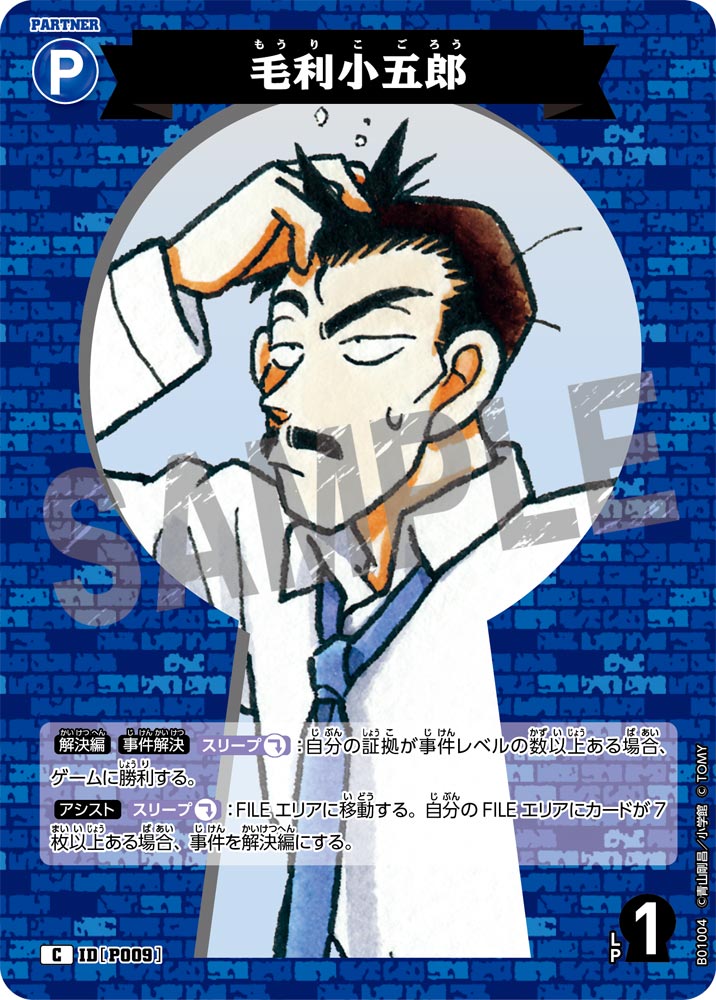 PARTNER
P
もうりこごろう
毛利小五郎
SAMPLE
かいけつへん じけんかいけつ じぶん しょうこ じけん かずいじょう ばあい
解決編 事件解決 スリープ :自分の証拠が事件レベルの数以上ある場合、
しょうり
ゲームに勝利する。
いどう じぶん
アシスト スリープ :FILEエリアに移動する。自分のFILEエリアにカードが7
まいいじょう ばあい じけん かいけつへん
枚以上ある場合、事件を解決編にする。
C ID[P009]
LP 1
B01004 ©青山剛昌/小学館 © TOMY